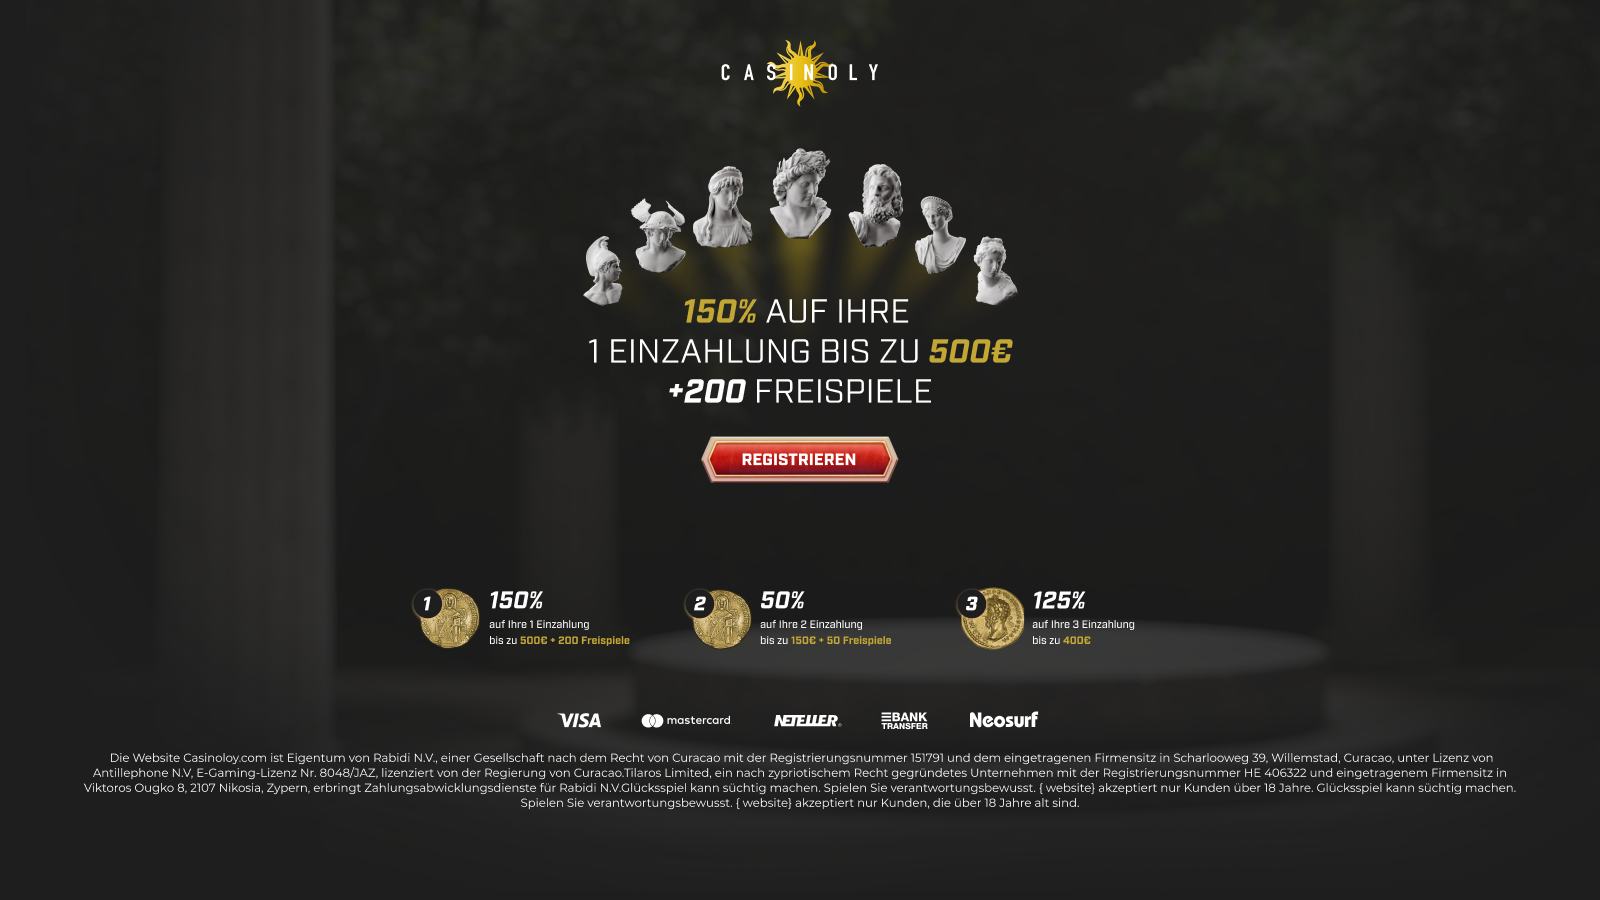 CASINOLY
150% AUF IHRE
1 EINZAHLUNG BIS ZU 500€
+200 FREISPIELE
REGISTRIEREN
1
150%
auf Ihre 1 Einzahlung
bis zu 500€ + 200 Freispiele
2
50%
auf Ihre 2 Einzahlung
bis zu 150€ + 50 Freispiele
3
125%
auf Ihre 3 Einzahlung
bis zu 400€
VISA
mastercard
NETELLER®
BANK
TRANSFER
Neosurf
Die Website Casinoloy.com ist Eigentum von Rabidi N.V., einer Gesellschaft nach dem Recht von Curacao mit der Registrierungsnummer 151791 und dem eingetragenen Firmensitz in Scharlooweg 39, Willemstad, Curacao, unter Lizenz von
Antillephone N.V, E-Gaming-Lizenz Nr. 8048/JAZ, lizenziert von der Regierung von Curacao.Tilaros Limited, ein nach zypriotischem Recht gegründetes Unternehmen mit der Registrierungsnummer HE 406322 und eingetragenem Firmensitz in
Viktoros Ougko 8, 2107 Nikosia, Zypern, erbringt Zahlungsabwicklungsdienste für Rabidi N.V.Glücksspiel kann süchtig machen. Spielen Sie verantwortungsbewusst. { website} akzeptiert nur Kunden über 18 Jahre. Glücksspiel kann süchtig machen.
Spielen Sie verantwortungsbewusst. { website} akzeptiert nur Kunden, die über 18 Jahre alt sind.